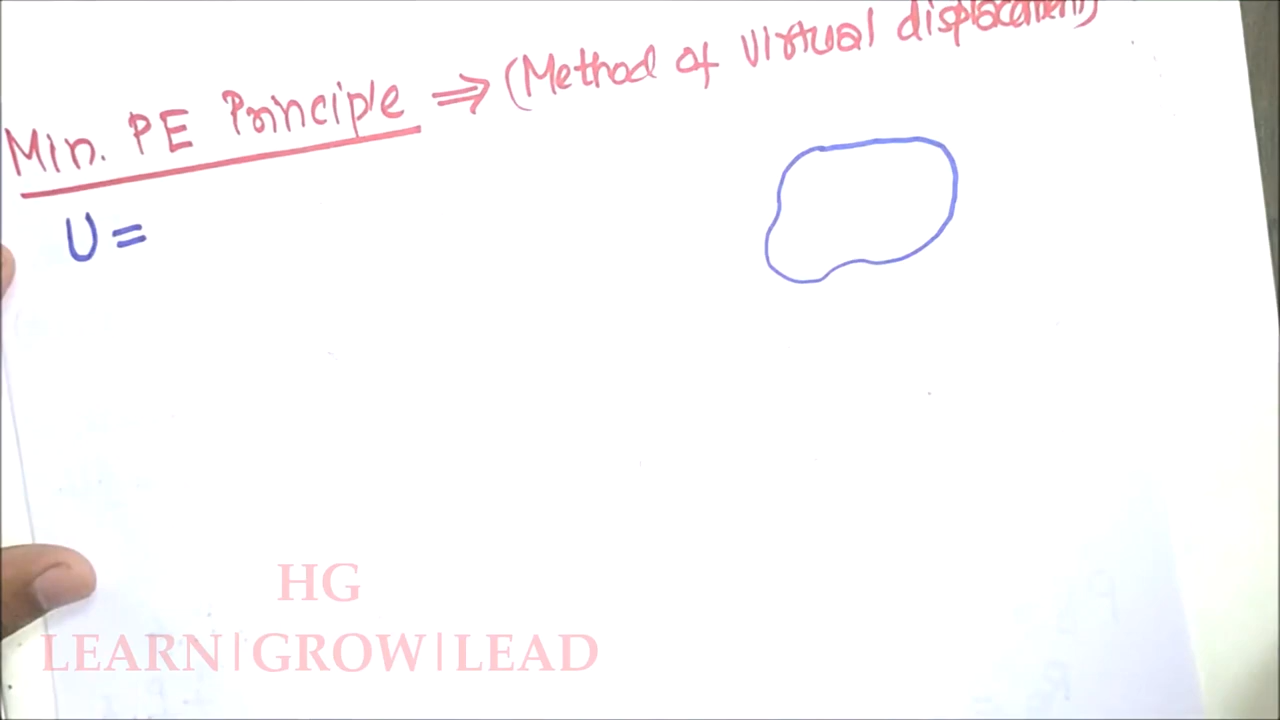 Min. PE Principle ⇒ (Method of Virtual displacement)
U =
HG
LEARN|GROW|LEAD